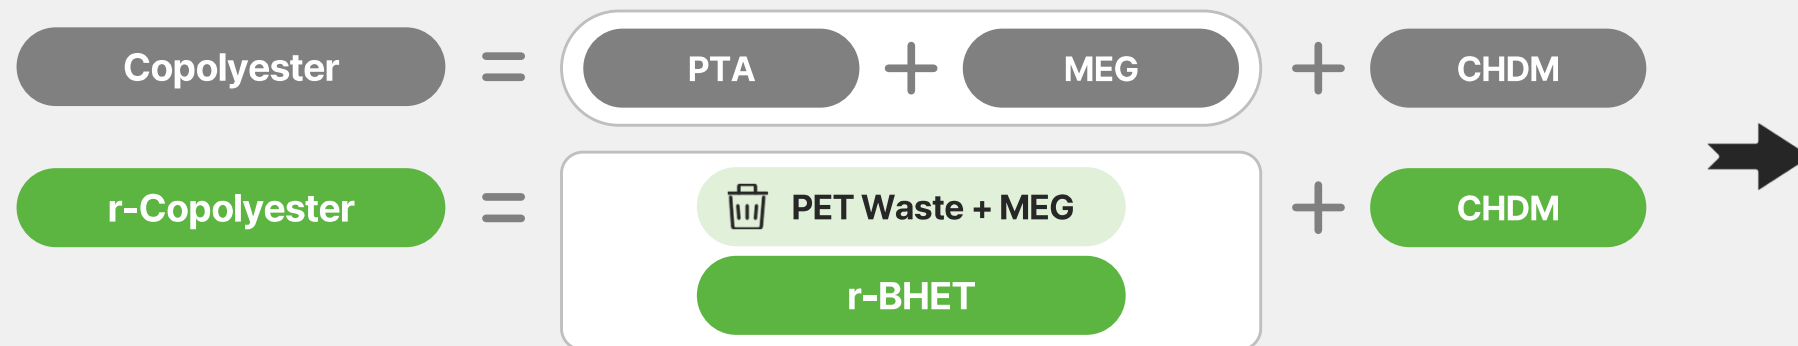 Copolyester = PTA + MEG + CHDM
r-Copolyester = PET Waste + MEG + CHDM
r-BHET